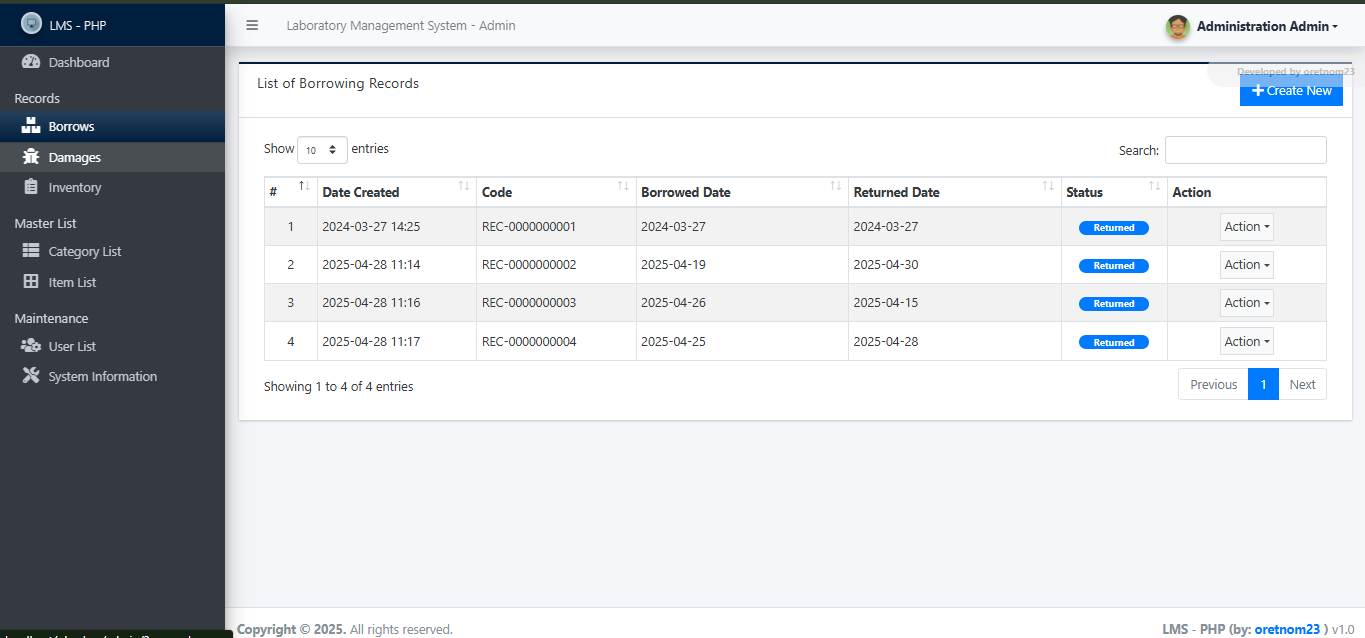 LMS - PHP
Laboratory Management System - Admin
Administration Admin
Dashboard
Records
Borrows
Damages
Inventory
Master List
Category List
Item List
Maintenance
User List
System Information
Developed by oretnom23
List of Borrowing Records
Create New
Show 10 entries
Search:
# Date Created Code Borrowed Date Returned Date Status Action
1 2024-03-27 14:25 REC-0000000001 2024-03-27 2024-03-27 Returned Action
2 2025-04-28 11:14 REC-0000000002 2025-04-19 2025-04-30 Returned Action
3 2025-04-28 11:16 REC-0000000003 2025-04-26 2025-04-15 Returned Action
4 2025-04-28 11:17 REC-0000000004 2025-04-25 2025-04-28 Returned Action
Showing 1 to 4 of 4 entries
Previous 1 Next
Copyright © 2025. All rights reserved.
LMS - PHP (by: oretnom23 ) v1.0